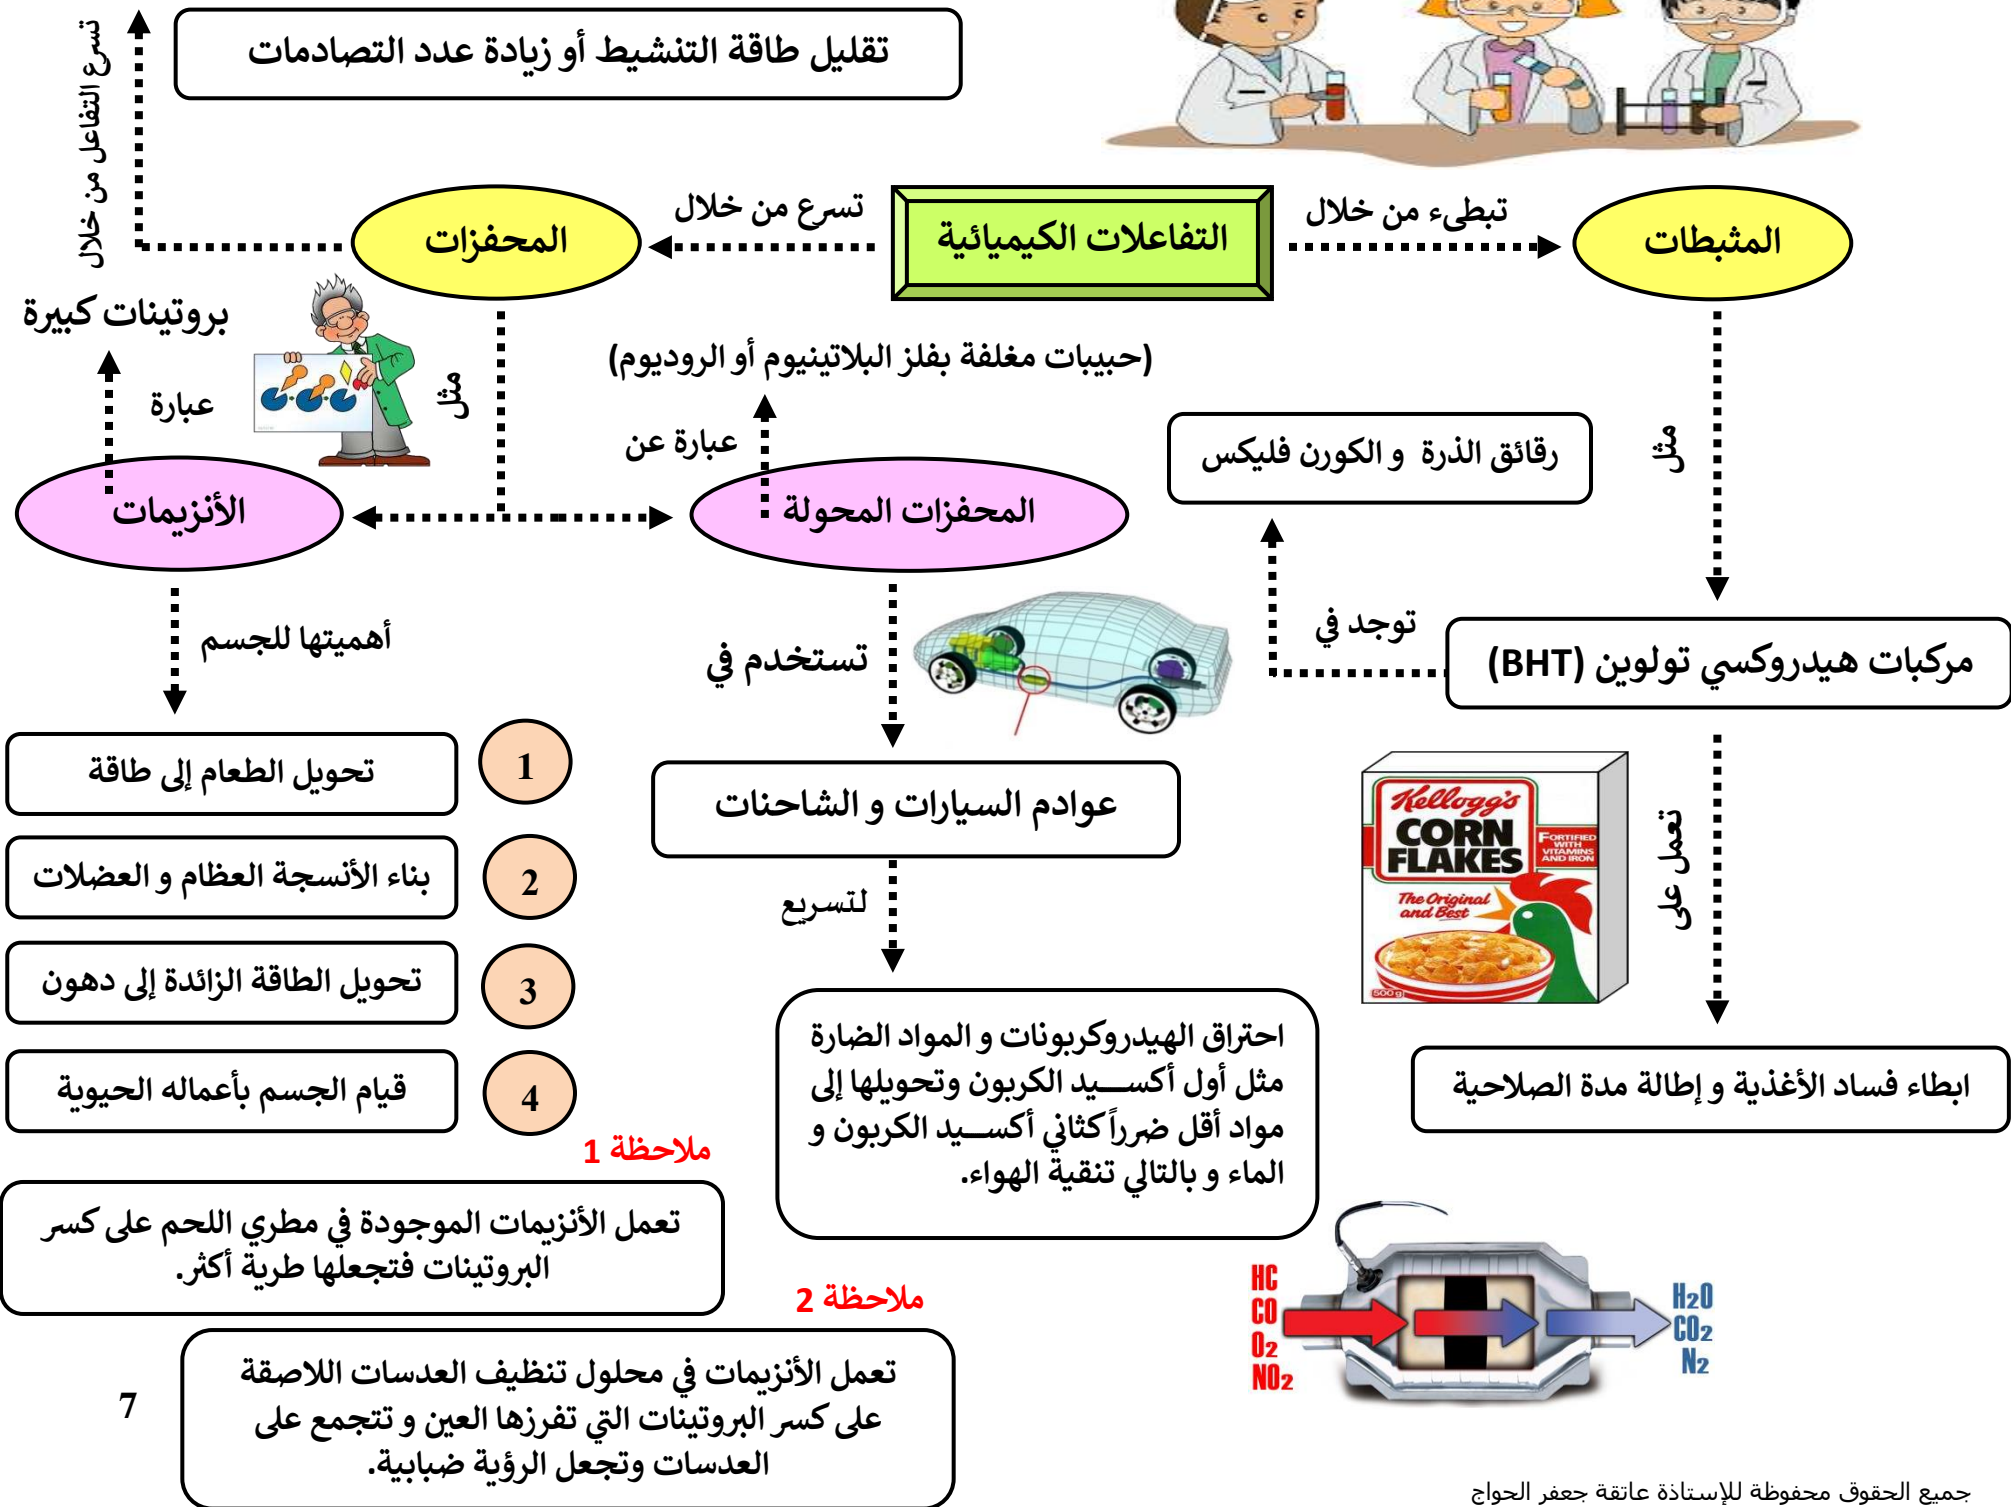 تقليل طاقة التنشيط أو زيادة عدد التصادمات
تسرع التفاعل من خلال
المثبطات
تبطىء من خلال
التفاعلات الكيميائية
تسرع من خلال
المحفزات
بروتينات كبيرة
عبارة
مثل
(حبيبات مغلفة بفلز البلاتينيوم أو الروديوم)
عبارة عن
رقائق الذرة و الكورن فليكس
مثل
الأنزيمات
المحفزات المحولة
توجد في
مركبات هيدروكسي تولوين (BHT)
أهميتها للجسم
تستخدم في
1
تحويل الطعام إلى طاقة
2
بناء الأنسجة العظام و العضلات
3
تحويل الطاقة الزائدة إلى دهون
4
قيام الجسم بأعماله الحيوية
عوادم السيارات و الشاحنات
لتسريع
احتراق الهيدروكربونات و المواد الضارة
مثل أول أكســـيد الكربون وتحويلها إلى
مواد أقل ضرراً كثاني أكســـيد الكربون و
الماء و بالتالي تنقية الهواء.
Kellogg's
CORN
FLAKES
FORTIFIED
WITH
VITAMINS
AND IRON
The Original
and Best
500 g
تعمل على
ابطاء فساد الأغذية و إطالة مدة الصلاحية
ملاحظة 1
تعمل الأنزيمات الموجودة في مطري اللحم على كسر
البروتينات فتجعلها طرية أكثر.
ملاحظة 2
تعمل الأنزيمات في محلول تنظيف العدسات اللاصقة
على كسر البروتينات التي تفرزها العين و تتجمع على
العدسات وتجعل الرؤية ضبابية.
HC
CO
O2
NO2
H2O
CO2
N2
7
جميع الحقوق محفوظة للإستاذة عاتقة جعفر الحواج